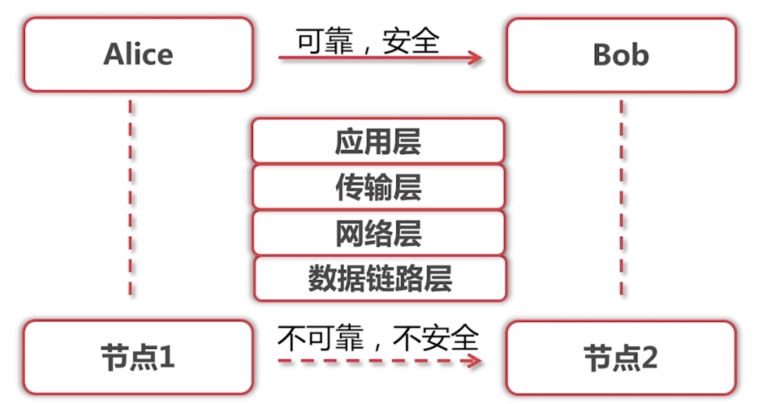 Alice
可靠，安全
Bob
应用层
传输层
网络层
数据链路层
节点1
不可靠，不安全
节点2